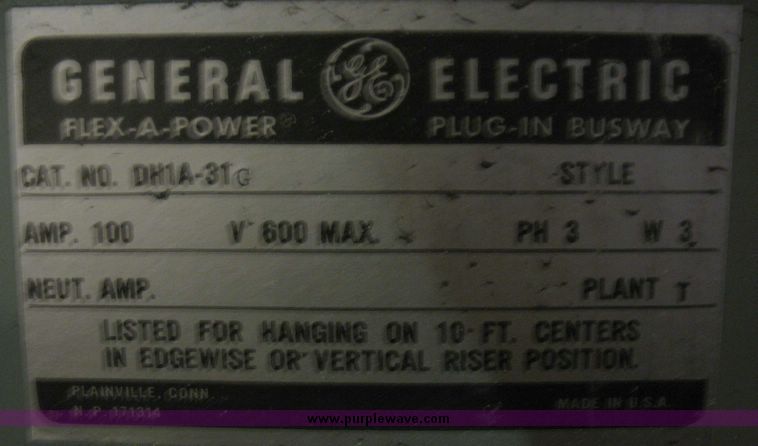 GENERAL GE ELECTRIC
FLEX-A-POWER® PLUG-IN BUSWAY
CAT. NO. DH1A-31G STYLE
AMP. 100 V 600 MAX. PH 3 W 3
NEUT. AMP. PLANT T
LISTED FOR HANGING ON 10-FT. CENTERS
IN EDGEWISE OR VERTICAL RISER POSITION.
PLAINVILLE, CONN.
N.P. 171314 MADE IN U.S.A.
www.purplewave.com